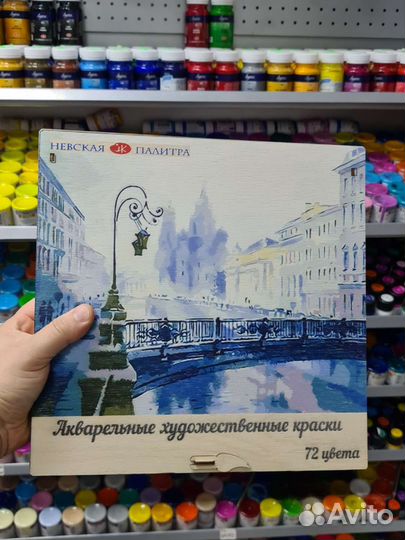 НЕВСКАЯ ПАЛИТРА
Акварельные художественные краски
72 цвета
Avito